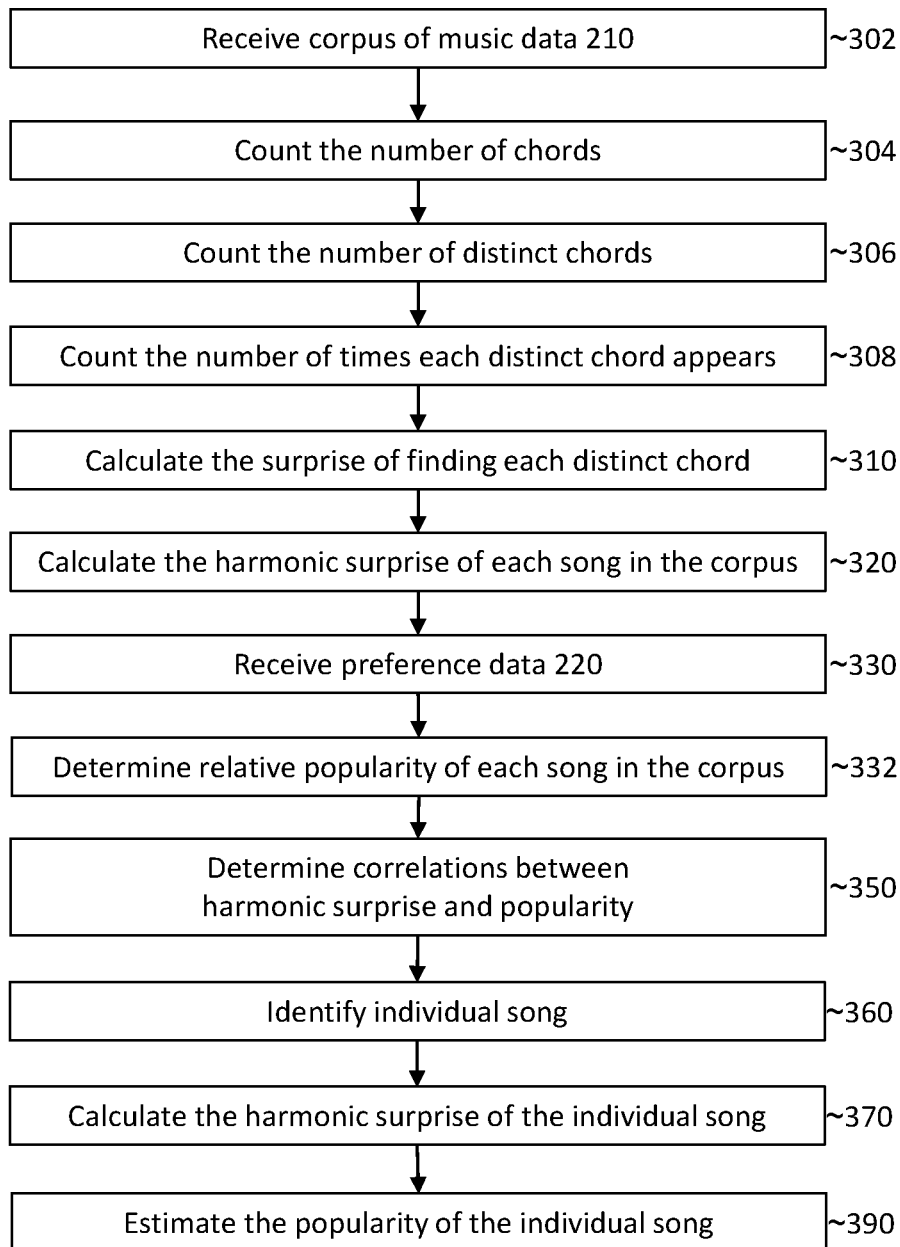 Receive corpus of music data 210 ~302
Count the number of chords ~304
Count the number of distinct chords ~306
Count the number of times each distinct chord appears ~308
Calculate the surprise of finding each distinct chord ~310
Calculate the harmonic surprise of each song in the corpus ~320
Receive preference data 220 ~330
Determine relative popularity of each song in the corpus ~332
Determine correlations between
harmonic surprise and popularity ~350
Identify individual song ~360
Calculate the harmonic surprise of the individual song ~370
Estimate the popularity of the individual song ~390